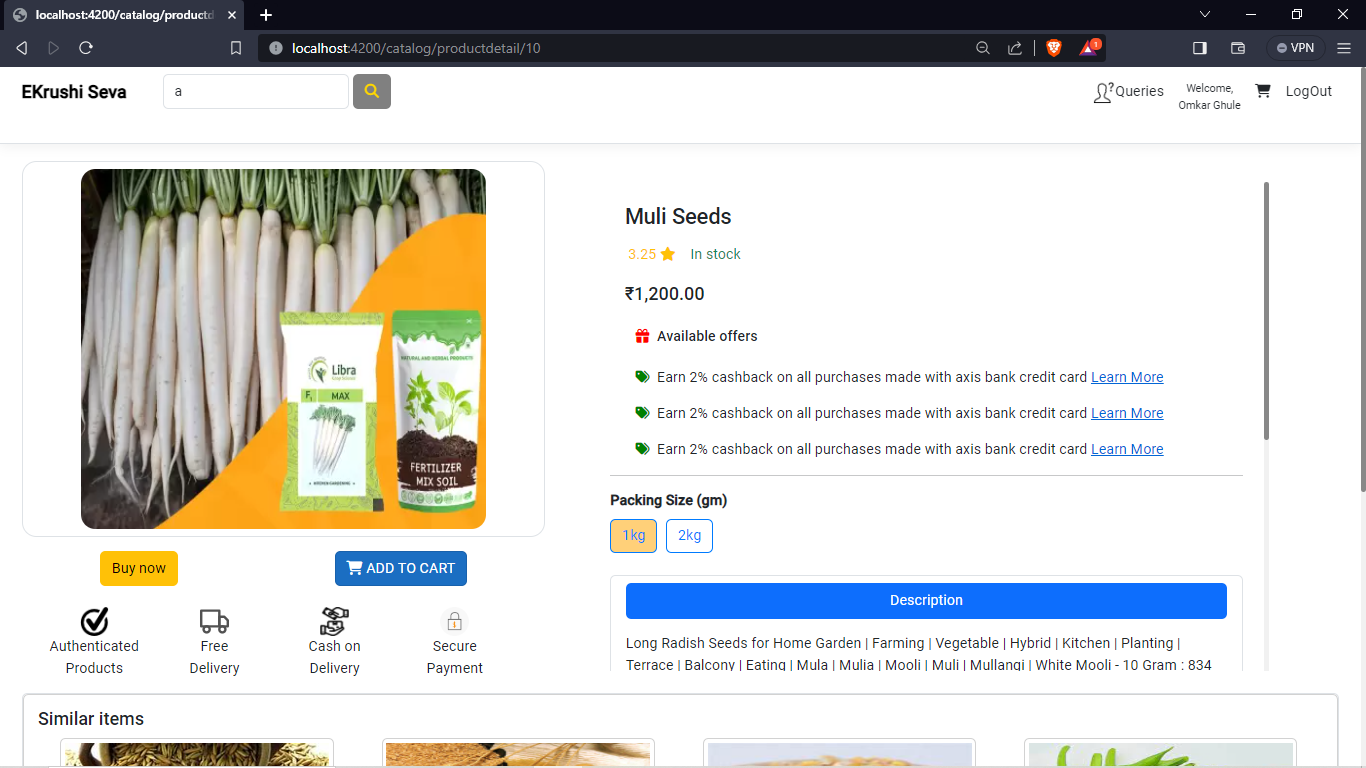 localhost:4200/catalog/productd
localhost:4200/catalog/productdetail/10
1
VPN
EKrushi Seva
a
?
Queries
Welcome,
Omkar Ghule
LogOut
Libra
F1 MAX
KITCHEN GARDENING
NATURAL AND HERBAL PRODUCTS
FERTILIZER
MIX SOIL
Buy now
ADD TO CART
Authenticated
Products
Free
Delivery
Cash on
Delivery
Secure
Payment
Muli Seeds
3.25 In stock
₹1,200.00
Available offers
Earn 2% cashback on all purchases made with axis bank credit card Learn More
Earn 2% cashback on all purchases made with axis bank credit card Learn More
Earn 2% cashback on all purchases made with axis bank credit card Learn More
Packing Size (gm)
1kg 2kg
Description
Long Radish Seeds for Home Garden | Farming | Vegetable | Hybrid | Kitchen | Planting |
Terrace | Balcony | Eating | Mula | Mulia | Mooli | Muli | Mullangi | White Mooli - 10 Gram : 834
Similar items